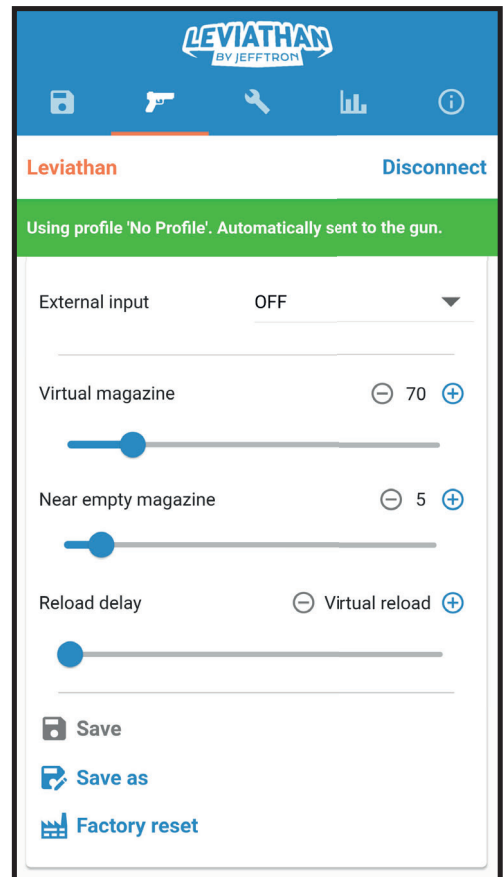 LEVIATHAN
BY JEFFTRON
Leviathan Disconnect
Using profile 'No Profile'. Automatically sent to the gun.
External input OFF
Virtual magazine 70
Near empty magazine 5
Reload delay Virtual reload
Save
Save as
Factory reset